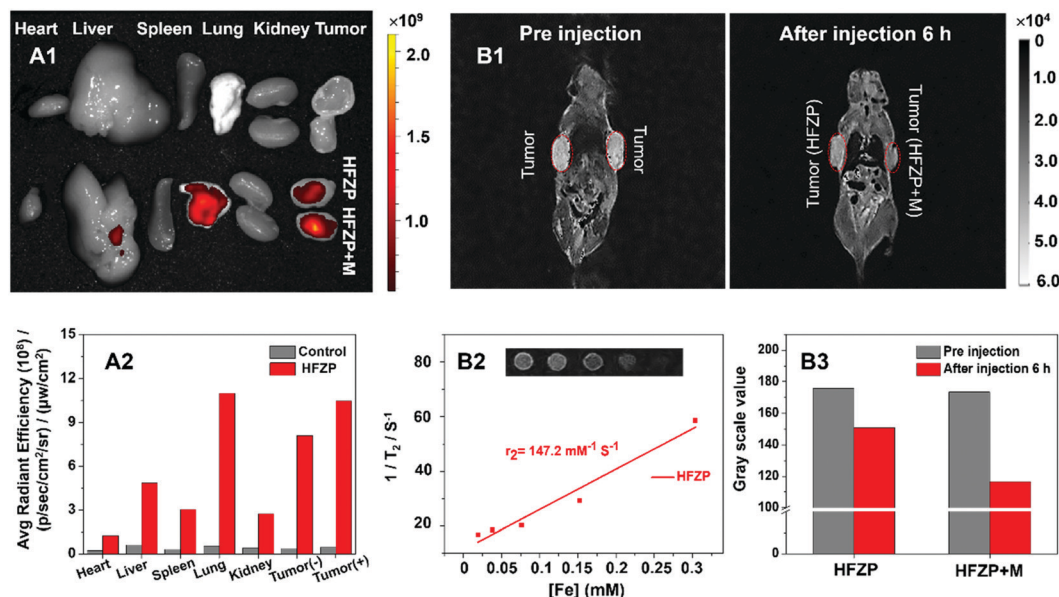 Heart Liver Spleen Lung Kidney Tumor
A1
HFZP HFZP+M
×10⁹
2.0
1.5
1.0
B1
Pre injection
Tumor
Tumor
After injection 6 h
Tumor (HFZP)
Tumor (HFZP+M)
×10⁴
0
1.0
2.0
3.0
4.0
5.0
6.0
A2
Control
HFZP
Avg Radiant Efficiency (10⁸) /
(p/sec/cm²/sr) / (μw/cm²)
15
12
9
6
3
0
Heart Liver Spleen Lung Kidney Tumor(-) Tumor(+)
B2
1 / T₂ / S⁻¹
80
60
40
20
r₂= 147.2 mM⁻¹ S⁻¹
HFZP
0 0.05 0.1 0.15 0.2 0.25 0.3
[Fe] (mM)
B3
Pre injection
After injection 6 h
Gray scale value
200
180
160
140
120
100
0
HFZP HFZP+M